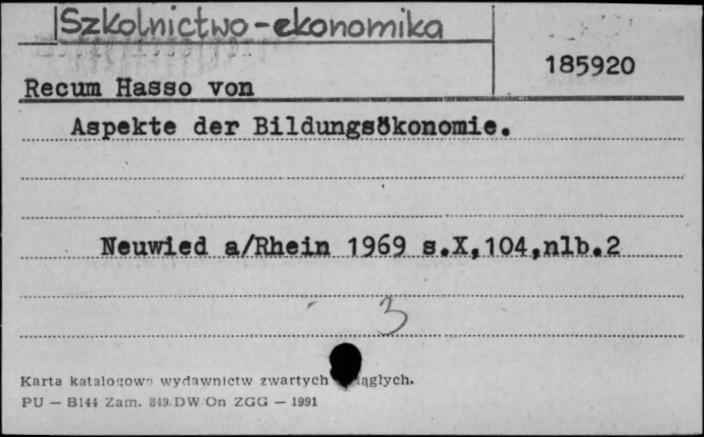 Szkolnictwo-ekonomika
185920
Recum Hasso von
Aspekte der Bildungsökonomie.
Neuwied a/Rhein 1969 s.X,104,nlb.2
3
Karta katalogowa wydawnictw zwartych
PU — B144 Zam. 849/DW/On ZGG — 1991